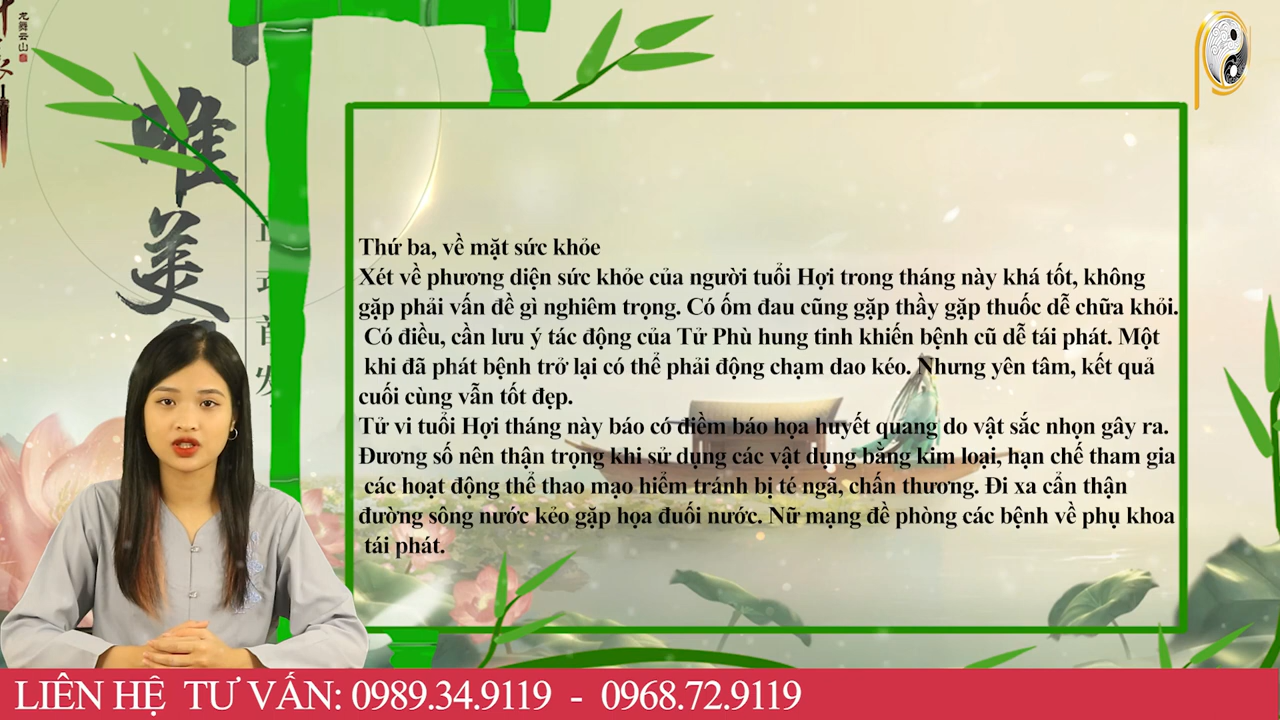 龙舞云山
唯
美
Thứ ba, về mặt sức khỏe
Xét về phương diện sức khỏe của người tuổi Hợi trong tháng này khá tốt, không
gặp phải vấn đề gì nghiêm trọng. Có ốm đau cũng gặp thầy gặp thuốc dễ chữa khỏi.
Có điều, cần lưu ý tác động của Tử Phù hung tinh khiến bệnh cũ dễ tái phát. Một
khi đã phát bệnh trở lại có thể phải động chạm dao kéo. Nhưng yên tâm, kết quả
cuối cùng vẫn tốt đẹp.
Tử vi tuổi Hợi tháng này báo có điềm báo họa huyết quang do vật sắc nhọn gây ra.
Đương số nên thận trọng khi sử dụng các vật dụng bằng kim loại, hạn chế tham gia
các hoạt động thể thao mạo hiểm tránh bị té ngã, chấn thương. Đi xa cẩn thận
đường sông nước kẻo gặp họa đuối nước. Nữ mạng đề phòng các bệnh về phụ khoa
tái phát.
LIÊN HỆ TƯ VẤN: 0989.34.9119 - 0968.72.9119